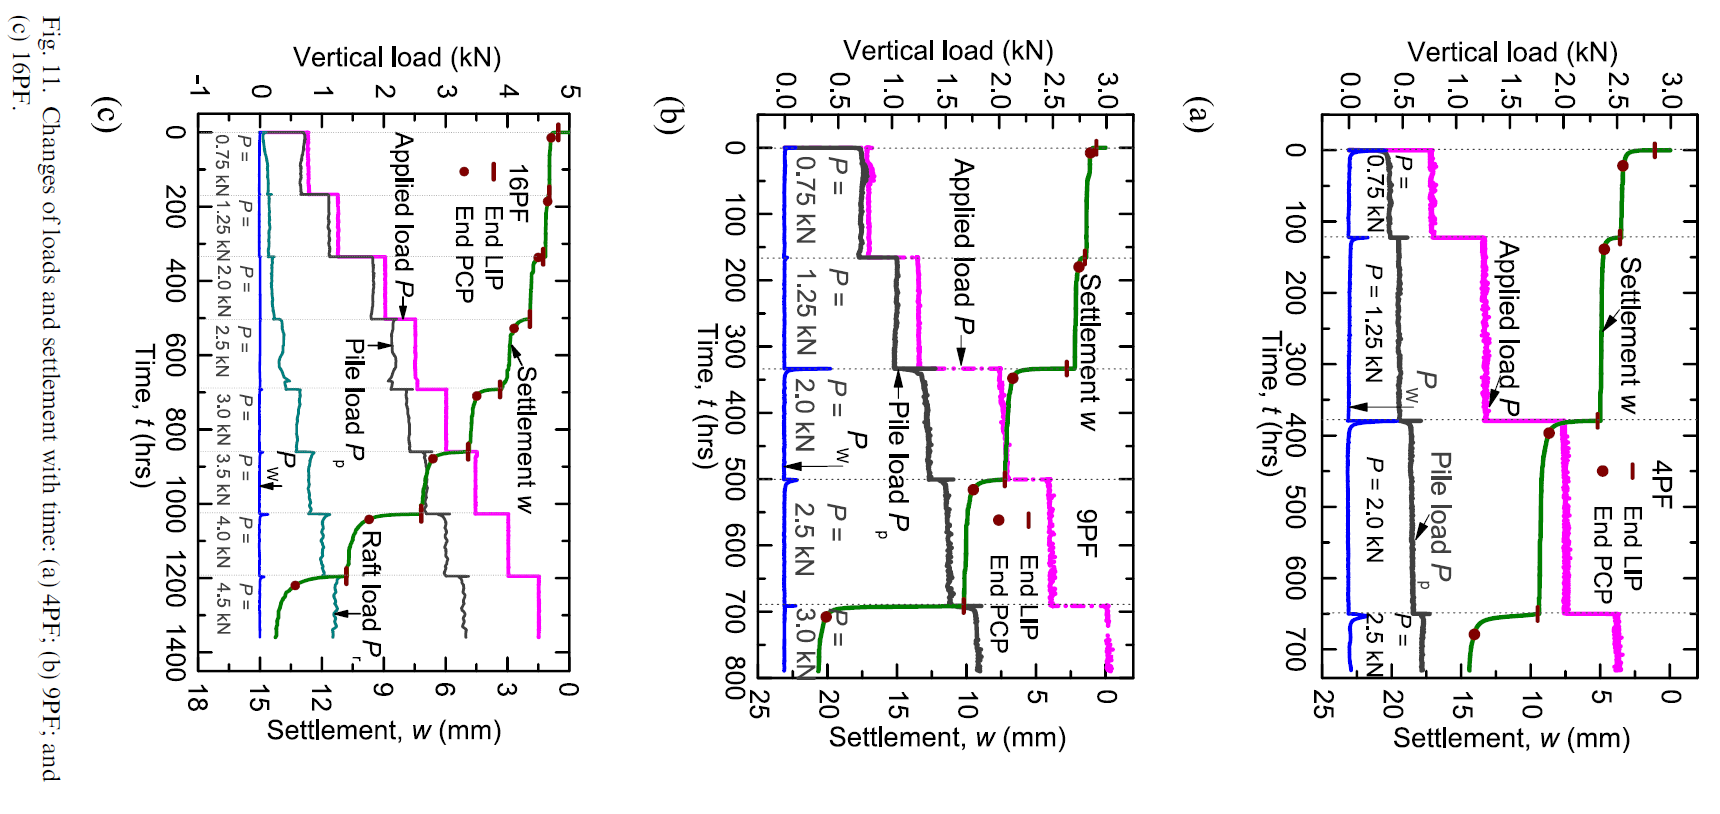 (a)
Vertical load (kN)
0.0 0.5 1.0 1.5 2.0 2.5 3.0
0 100 200 300 400 500 600 700
Time, t (hrs)
0 5 10 15 20 25
Settlement, w (mm)
4PF
End LIP
End PCP
Settlement w
Applied load P
Pile load Pp
Pw
P =
0.75 kN
P = 1.25 kN
P = 2.0 kN
P =
2.5 kN
(b)
Vertical load (kN)
0.0 0.5 1.0 1.5 2.0 2.5 3.0
0 100 200 300 400 500 600 700 800
Time, t (hrs)
0 5 10 15 20 25
Settlement, w (mm)
9PF
End LIP
End PCP
Settlement w
Applied load P
Pile load Pp
Pw
P =
0.75 kN
P =
1.25 kN
P =
2.0 kN
P =
2.5 kN
P =
3.0 kN
(c)
Vertical load (kN)
-1 0 1 2 3 4 5
0 200 400 600 800 1000 1200 1400
Time, t (hrs)
0 3 6 9 12 15 18
Settlement, w (mm)
16PF
End LIP
End PCP
Settlement w
Applied load P
Pile load Pp
Raft load Pr
Pw
P =
0.75 kN
P =
1.25 kN
P =
2.0 kN
P =
2.5 kN
P =
3.0 kN
P =
3.5 kN
P =
4.0 kN
P =
4.5 kN
Fig. 11. Changes of loads and settlement with time: (a) 4PF; (b) 9PF; and
(c) 16PF.